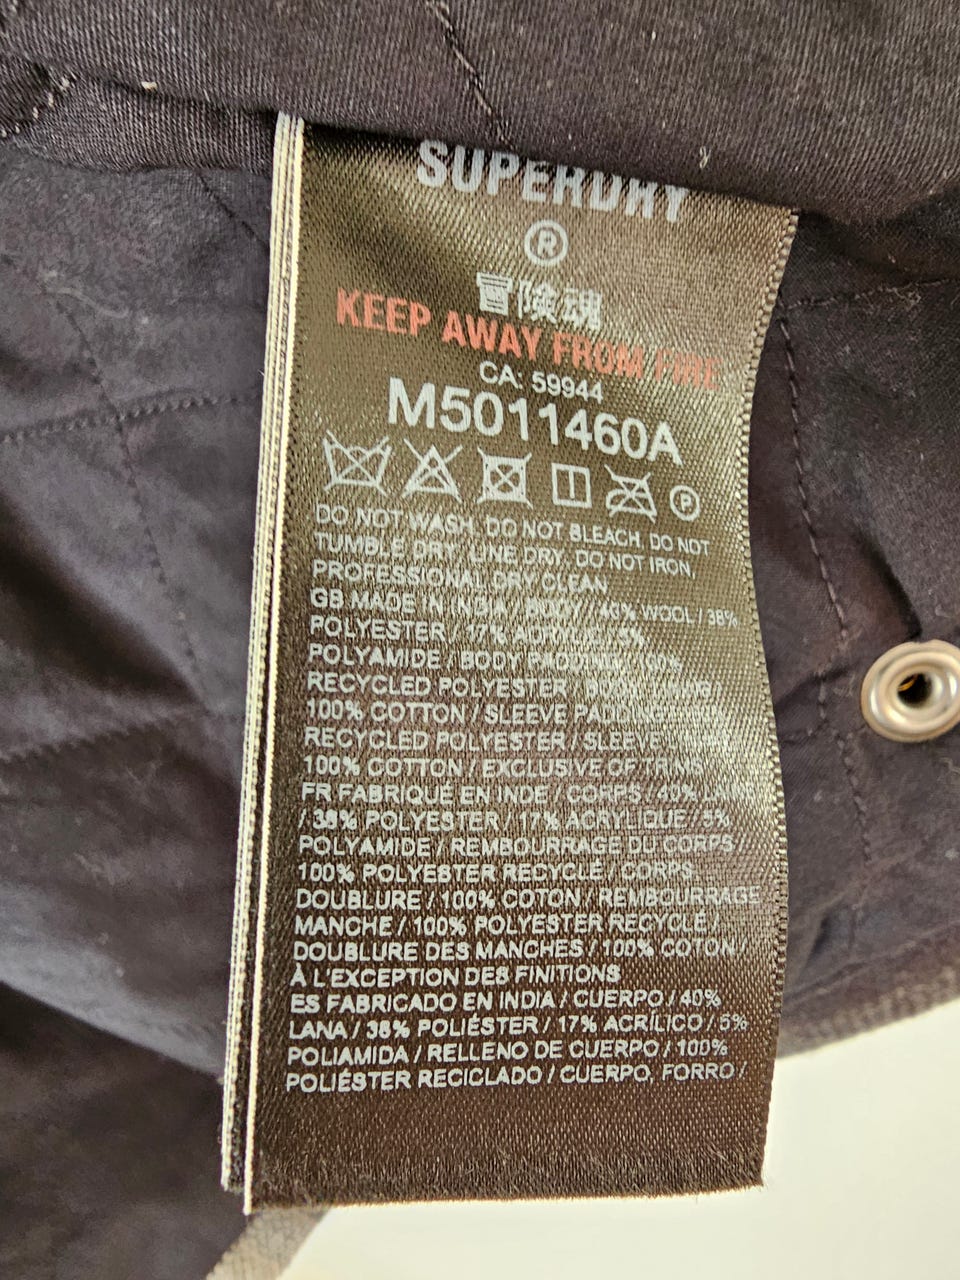 SUPERDRY
®
冒険魂
KEEP AWAY FROM FIRE
CA: 59944
M5011460A
P
DO NOT WASH, DO NOT BLEACH, DO NOT
TUMBLE DRY, LINE DRY, DO NOT IRON,
PROFESSIONAL DRY CLEAN
GB MADE IN INDIA / BODY / 40% WOOL / 38%
POLYESTER / 17% ACRYLIC / 5%
POLYAMIDE / BODY PADDING /
RECYCLED POLYESTER /
100% COTTON / SLEEVE PADDING
RECYCLED POLYESTER / SLEEVE
100% COTTON / EXCLUSIVE OF TRIMS
FR FABRIQUÉ EN INDE / CORPS / 40% LAINE
/ 38% POLYESTER / 17% ACRYLIQUE / 5%
POLYAMIDE / REMBOURRAGE DU CORPS /
100% POLYESTER RECYCLÉ / CORPS,
DOUBLURE / 100% COTON / REMBOURRAGE
MANCHE / 100% POLYESTER RECYCLÉ /
DOUBLURE DES MANCHES / 100% COTON /
À L'EXCEPTION DES FINITIONS
ES FABRICADO EN INDIA / CUERPO / 40%
LANA / 38% POLIÉSTER / 17% ACRÍLICO / 5%
POLIAMIDA / RELLENO DE CUERPO / 100%
POLIÉSTER RECICLADO / CUERPO, FORRO /